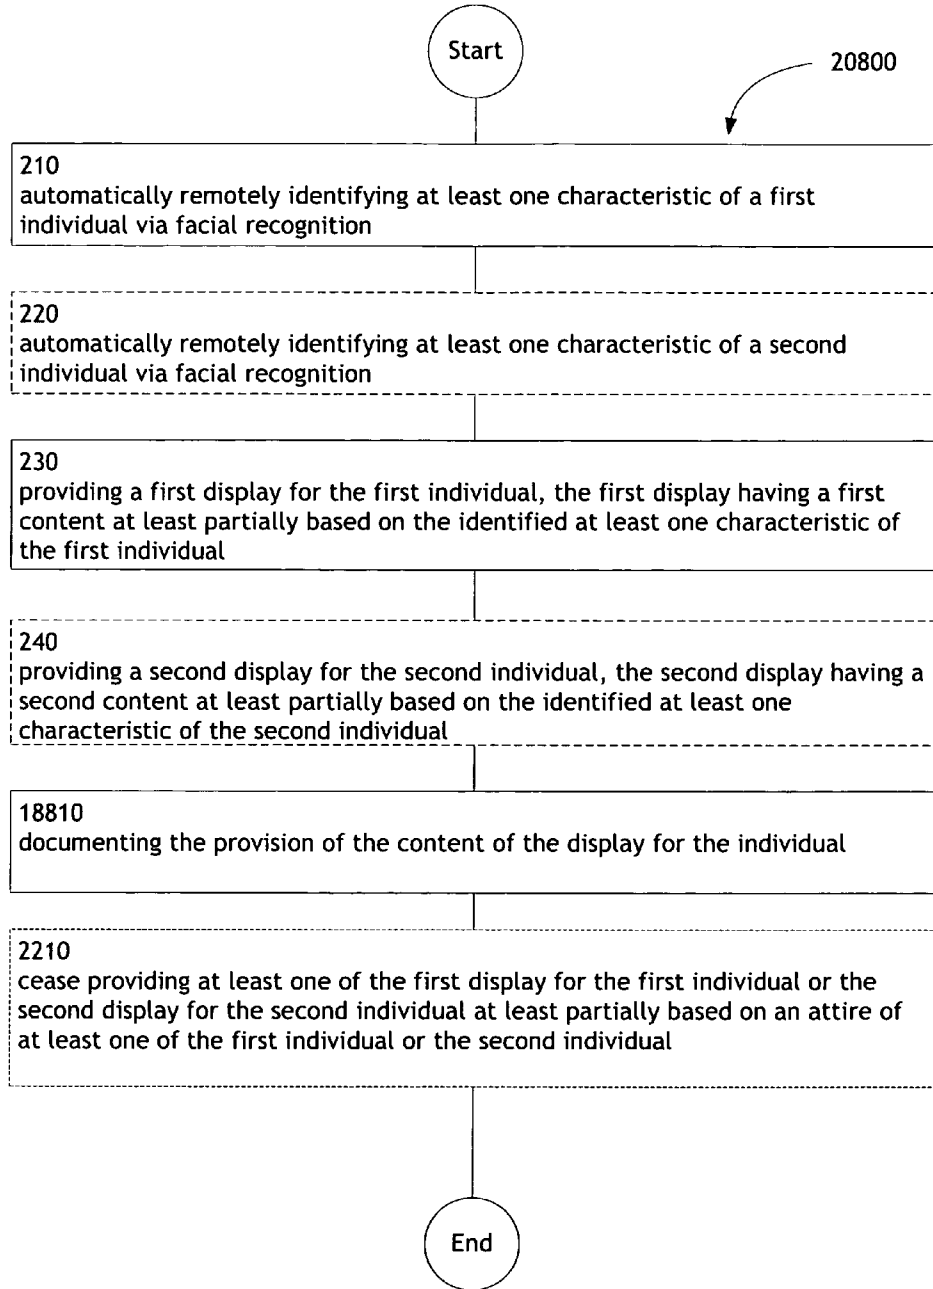 Start
20800
210
automatically remotely identifying at least one characteristic of a first
individual via facial recognition
220
automatically remotely identifying at least one characteristic of a second
individual via facial recognition
230
providing a first display for the first individual, the first display having a first
content at least partially based on the identified at least one characteristic of
the first individual
240
providing a second display for the second individual, the second display having a
second content at least partially based on the identified at least one
characteristic of the second individual
18810
documenting the provision of the content of the display for the individual
2210
cease providing at least one of the first display for the first individual or the
second display for the second individual at least partially based on an attire of
at least one of the first individual or the second individual
End